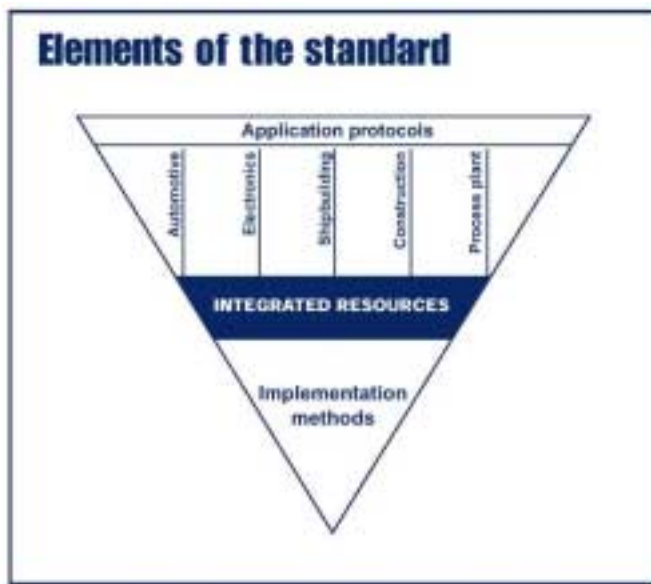 Elements of the standard
Application protocols
Automotive
Electronics
Shipbuilding
Construction
Process plant
INTEGRATED RESOURCES
Implementation
methods